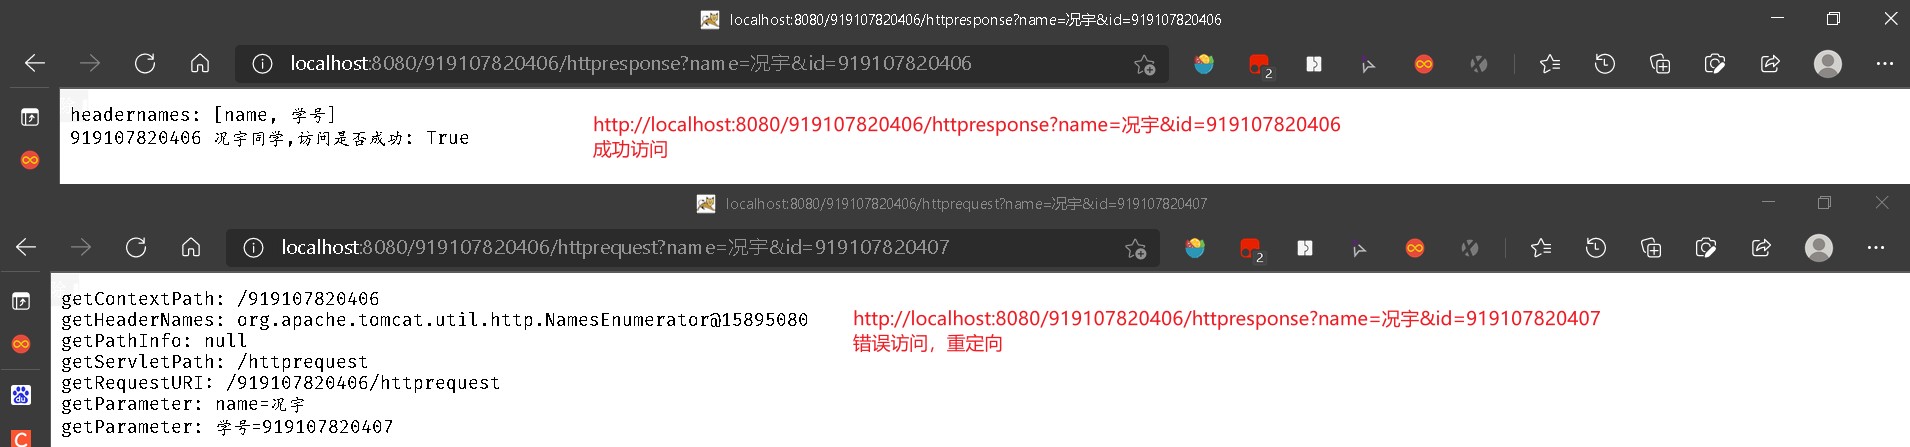 localhost:8080/919107820406/httpresponse?name=况宇&id=919107820406
localhost:8080/919107820406/httpresponse?name=况宇&id=919107820406
2
headernames: [name, 学号]
919107820406 况宇同学,访问是否成功: True
http://localhost:8080/919107820406/httpresponse?name=况宇&id=919107820406
成功访问
localhost:8080/919107820406/httprequest?name=况宇&id=919107820407
localhost:8080/919107820406/httprequest?name=况宇&id=919107820407
2
getContextPath: /919107820406
getHeaderNames: org.apache.tomcat.util.http.NamesEnumerator@15895080
getPathInfo: null
getServletPath: /httprequest
getRequestURI: /919107820406/httprequest
getParameter: name=况宇
getParameter: 学号=919107820407
http://localhost:8080/919107820406/httpresponse?name=况宇&id=919107820407
错误访问，重定向
du
C